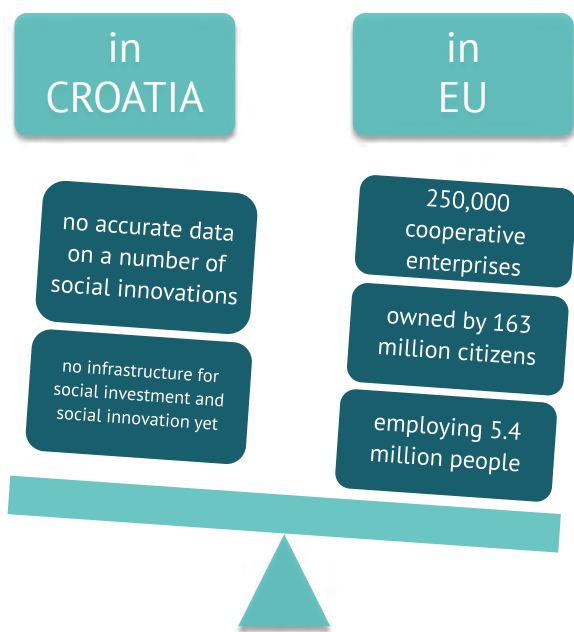 in
CROATIA
no accurate data
on a number of
social innovations
no infrastructure for
social investment and
social innovation yet
in
EU
250,000
cooperative
enterprises
owned by 163
million citizens
employing 5.4
million people